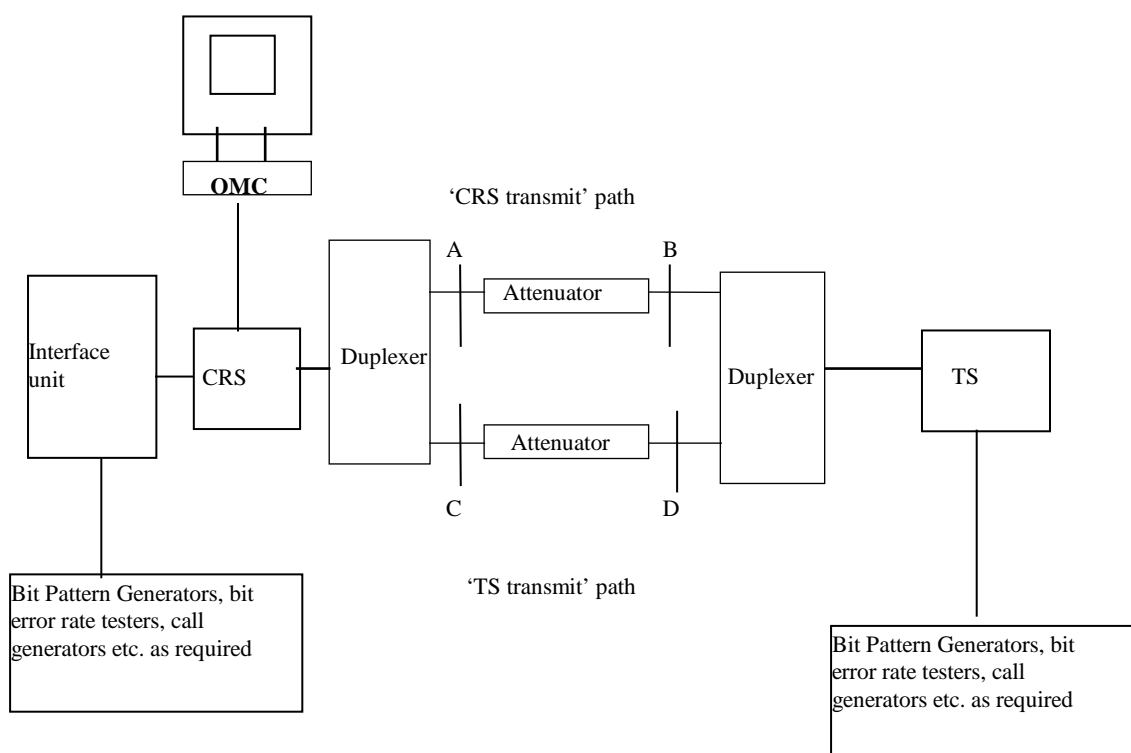 OMC
‘CRS transmit’ path
A
B
Attenuator
Interface
unit
CRS
Duplexer
Duplexer
TS
Attenuator
C
D
‘TS transmit’ path
Bit Pattern Generators, bit
error rate testers, call
generators etc. as required
Bit Pattern Generators, bit
error rate testers, call
generators etc. as required